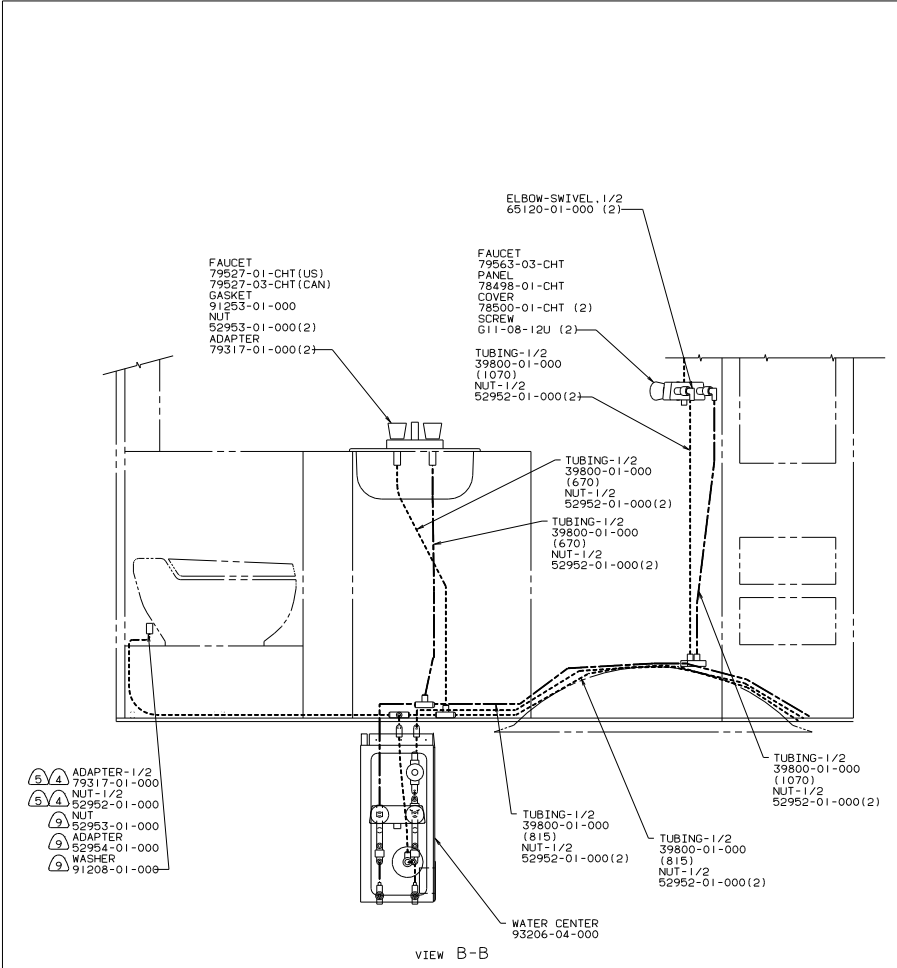 ELBOW-SWIVEL,1/2
65120-01-000 (2)
FAUCET
79527-01-CHT(US)
79527-03-CHT(CAN)
GASKET
91253-01-000
NUT
52953-01-000(2)
ADAPTER
79317-01-000(2)
FAUCET
79563-03-CHT
PANEL
78498-01-CHT
COVER
78500-01-CHT (2)
SCREW
G11-08-12U (2)
TUBING-1/2
39800-01-000
(1070)
NUT-1/2
52952-01-000(2)
TUBING-1/2
39800-01-000
(670)
NUT-1/2
52952-01-000(2)
TUBING-1/2
39800-01-000
(670)
NUT-1/2
52952-01-000(2)
5 4 ADAPTER-1/2
79317-01-000
5 4 NUT-1/2
52952-01-000
9 NUT
52953-01-000
9 ADAPTER
52954-01-000
9 WASHER
91208-01-000
TUBING-1/2
39800-01-000
(815)
NUT-1/2
52952-01-000(2)
TUBING-1/2
39800-01-000
(815)
NUT-1/2
52952-01-000(2)
TUBING-1/2
39800-01-000
(1070)
NUT-1/2
52952-01-000(2)
WATER CENTER
93206-04-000
VIEW B-B